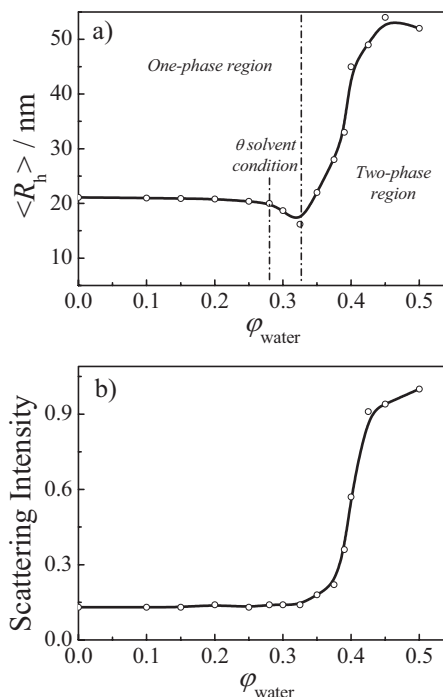 a)
One-phase region
θ solvent
condition
Two-phase
region
<R_h> / nm
50
40
30
20
10
0.0 0.1 0.2 0.3 0.4 0.5
φ_water
b)
Scattering Intensity
0.9
0.6
0.3
0.0
0.0 0.1 0.2 0.3 0.4 0.5
φ_water